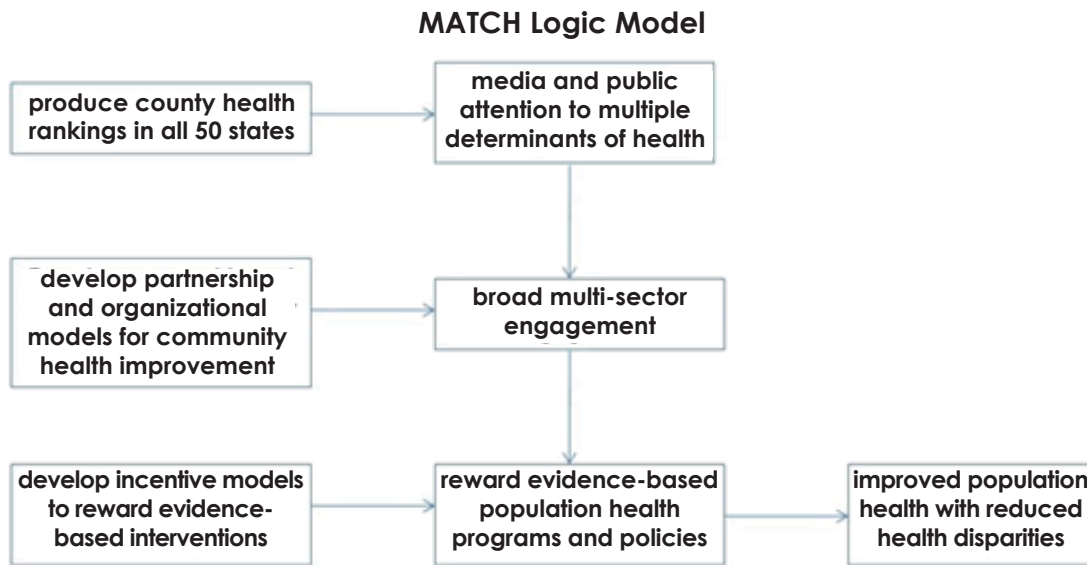 MATCH Logic Model
produce county health
rankings in all 50 states
media and public
attention to multiple
determinants of health
develop partnership
and organizational
models for community
health improvement
broad multi-sector
engagement
develop incentive models
to reward evidence-
based interventions
reward evidence-based
population health
programs and policies
improved population
health with reduced
health disparities